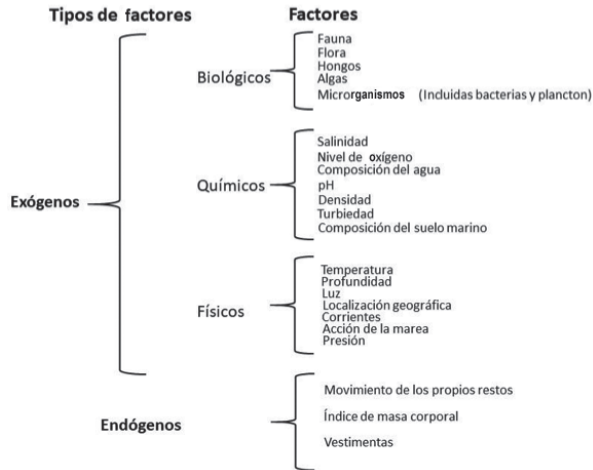 Tipos de factores
Factores
Exógenos
Biológicos
Fauna
Flora
Hongos
Algas
Microrganismos (Incluidas bacterias y plancton)
Químicos
Salinidad
Nivel de oxígeno
Composición del agua
pH
Densidad
Turbiedad
Composición del suelo marino
Físicos
Temperatura
Profundidad
Luz
Localización geográfica
Corrientes
Acción de la marea
Presión
Endógenos
Movimiento de los propios restos
Índice de masa corporal
Vestimentas